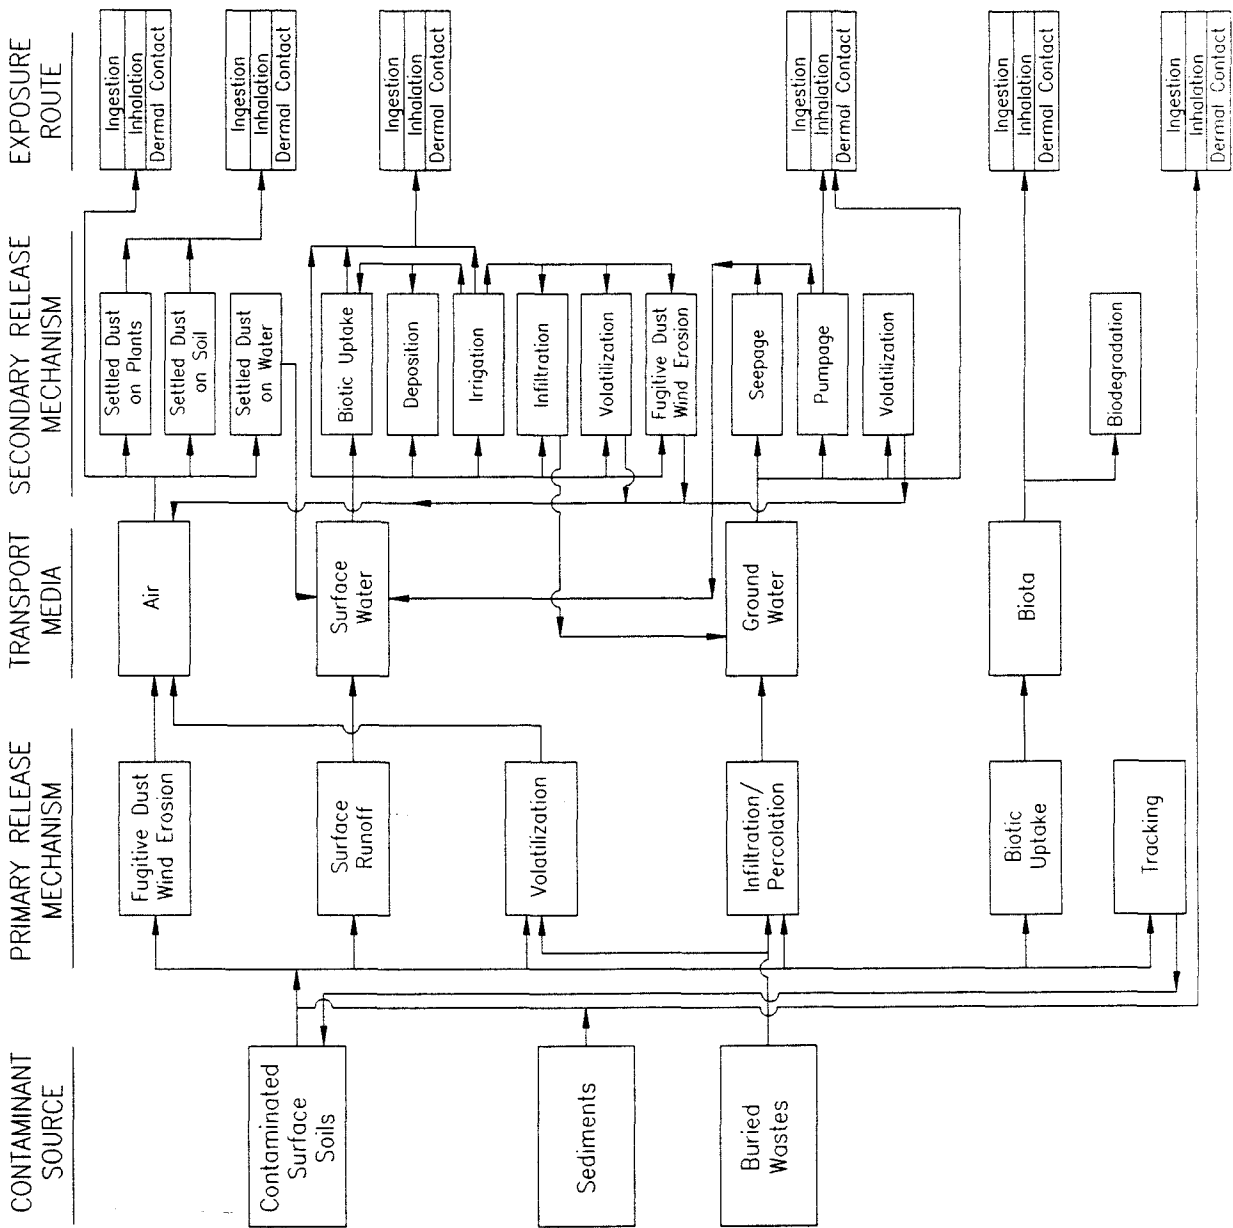 CONTAMINANT
SOURCE
PRIMARY RELEASE
MECHANISM
TRANSPORT
MEDIA
SECONDARY RELEASE
MECHANISM
EXPOSURE
ROUTE
Contaminated
Surface
Soils
Sediments
Buried
Wastes
Fugitive Dust
Wind Erosion
Surface
Runoff
Volatilization
Infiltration/
Percolation
Biotic
Uptake
Tracking
Air
Surface
Water
Ground
Water
Biota
Settled Dust
on Plants
Settled Dust
on Soil
Settled Dust
on Water
Biotic Uptake
Deposition
Irrigation
Infiltration
Volatilization
Fugitive Dust
Wind Erosion
Seepage
Pumpage
Volatilization
Biodegradation
Ingestion
Inhalation
Dermal Contact
Ingestion
Inhalation
Dermal Contact
Ingestion
Inhalation
Dermal Contact
Ingestion
Inhalation
Dermal Contact
Ingestion
Inhalation
Dermal Contact
Ingestion
Inhalation
Dermal Contact